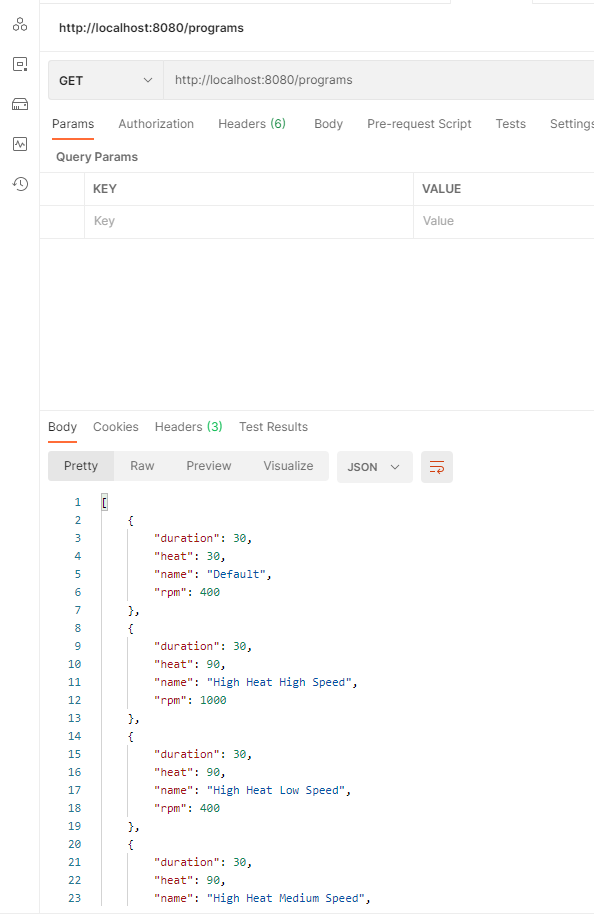 http://localhost:8080/programs
GET http://localhost:8080/programs
Params Authorization Headers (6) Body Pre-request Script Tests Settings
Query Params
KEY VALUE
Key Value
Body Cookies Headers (3) Test Results
Pretty Raw Preview Visualize JSON
1 [
2 {
3 "duration": 30,
4 "heat": 30,
5 "name": "Default",
6 "rpm": 400
7 },
8 {
9 "duration": 30,
10 "heat": 90,
11 "name": "High Heat High Speed",
12 "rpm": 1000
13 },
14 {
15 "duration": 30,
16 "heat": 90,
17 "name": "High Heat Low Speed",
18 "rpm": 400
19 },
20 {
21 "duration": 30,
22 "heat": 90,
23 "name": "High Heat Medium Speed",